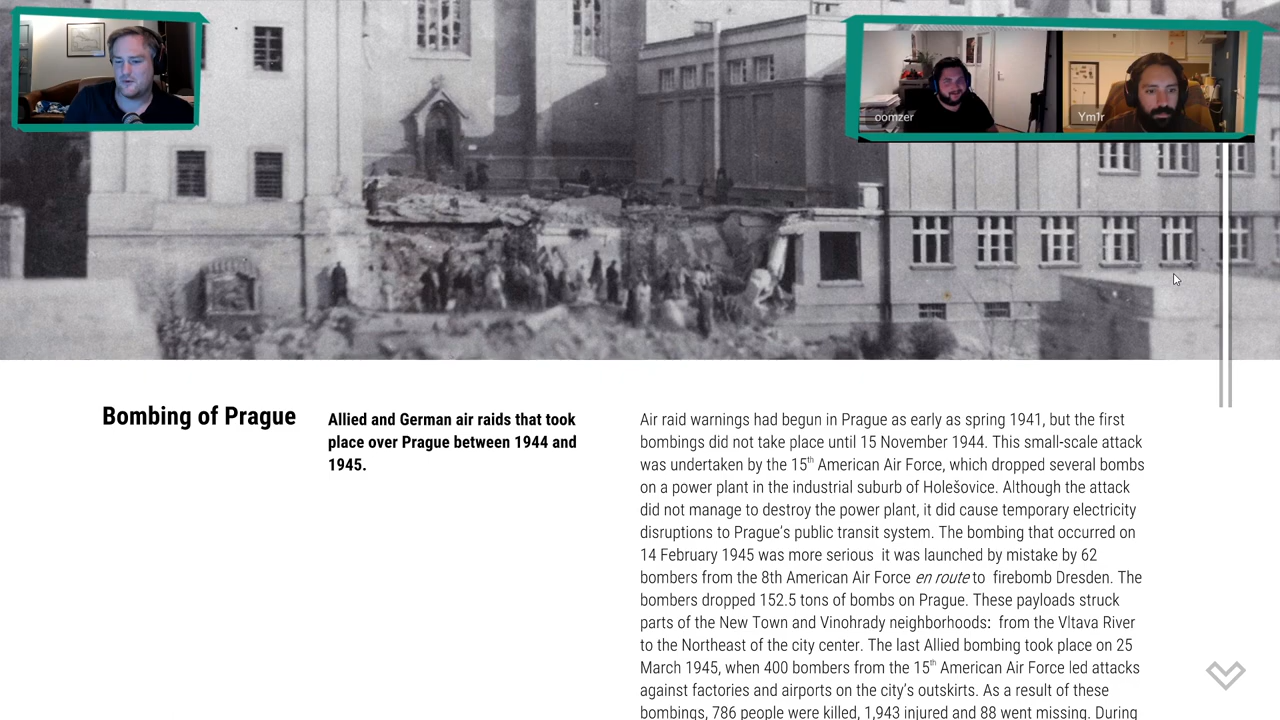 oomzer
Ym1r
Bombing of Prague
Allied and German air raids that took
place over Prague between 1944 and
1945.
Air raid warnings had begun in Prague as early as spring 1941, but the first
bombings did not take place until 15 November 1944. This small-scale attack
was undertaken by the 15th American Air Force, which dropped several bombs
on a power plant in the industrial suburb of Holešovice. Although the attack
did not manage to destroy the power plant, it did cause temporary electricity
disruptions to Prague's public transit system. The bombing that occurred on
14 February 1945 was more serious  it was launched by mistake by 62
bombers from the 8th American Air Force en route to  firebomb Dresden. The
bombers dropped 152.5 tons of bombs on Prague. These payloads struck
parts of the New Town and Vinohrady neighborhoods:  from the Vltava River
to the Northeast of the city center. The last Allied bombing took place on 25
March 1945, when 400 bombers from the 15th American Air Force led attacks
against factories and airports on the city's outskirts. As a result of these
bombings, 786 people were killed, 1,943 injured and 88 went missing. During